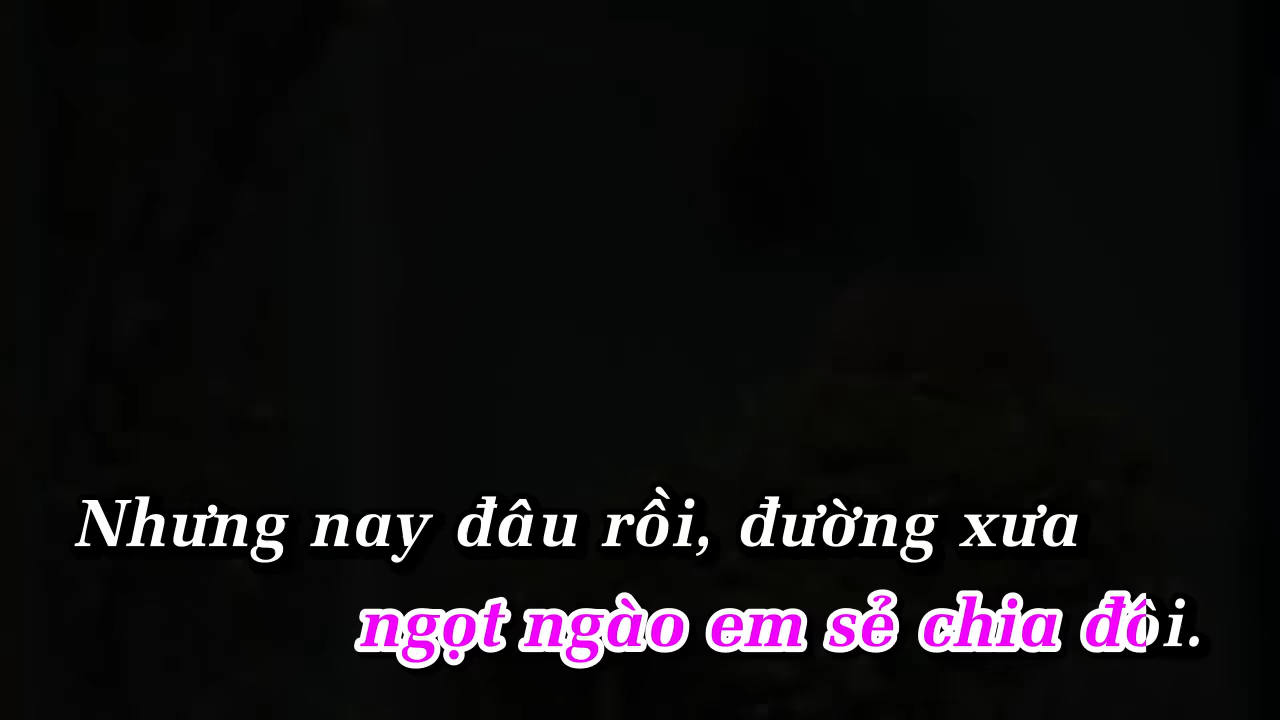 Nhưng nay đâu rồi, đường xưa
ngọt ngào em sẻ chia đôi.